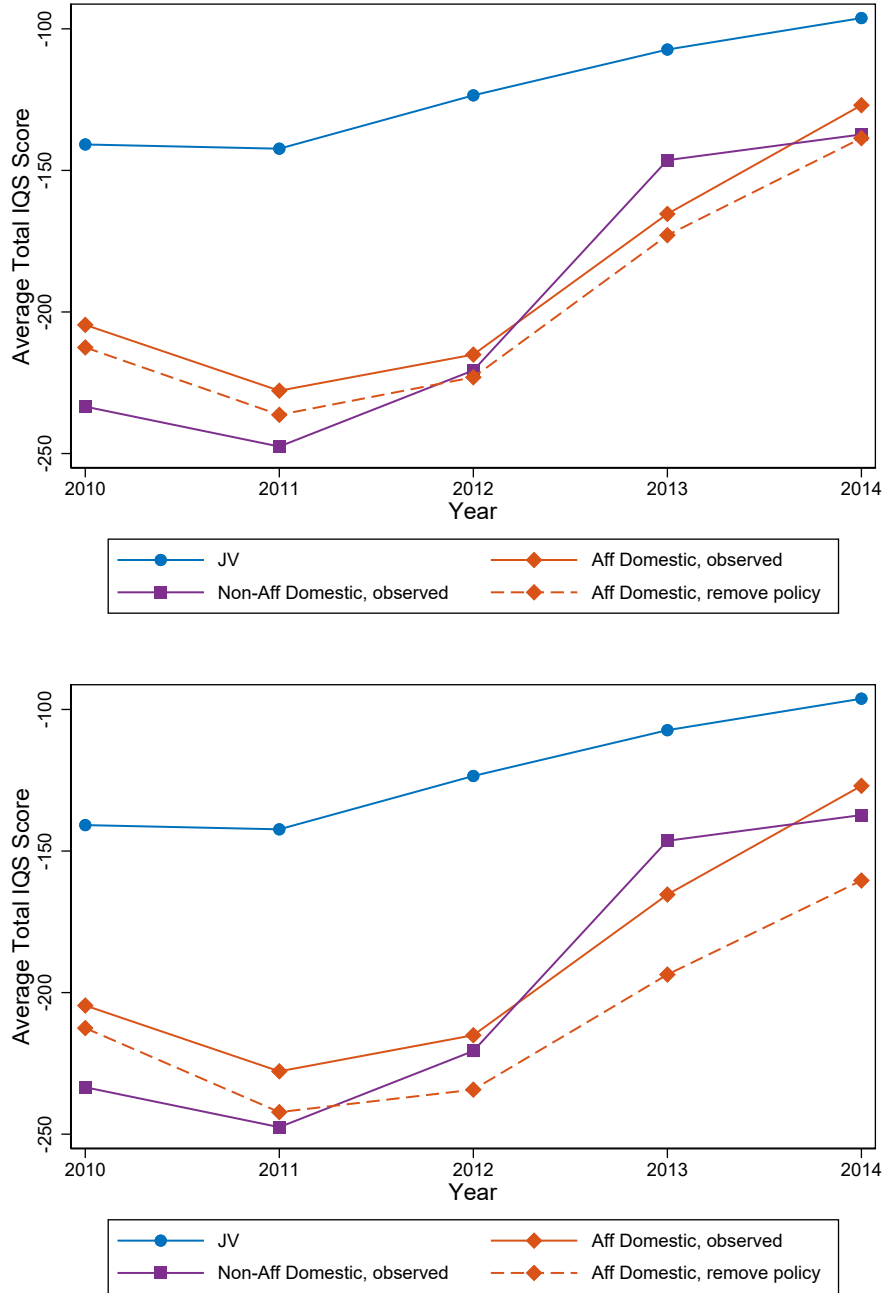 -100
-150
-200
-250
Average Total IQS Score
2010 2011 2012 2013 2014
Year
JV Aff Domestic, observed
Non-Aff Domestic, observed Aff Domestic, remove policy
-100
-150
-200
-250
Average Total IQS Score
2010 2011 2012 2013 2014
Year
JV Aff Domestic, observed
Non-Aff Domestic, observed Aff Domestic, remove policy